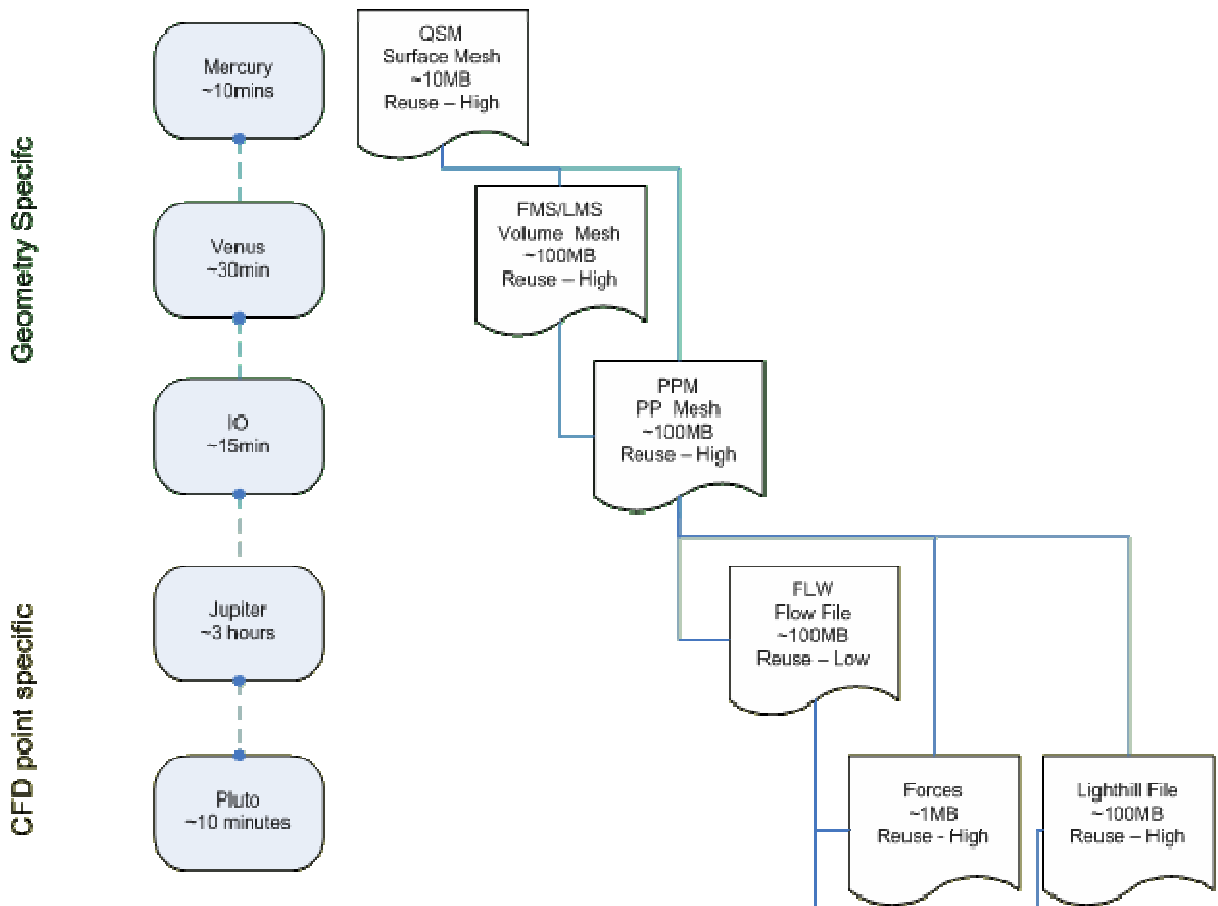 Geometry Specifc
CFD point specific
Mercury
~10mins
QSM
Surface Mesh
~10MB
Reuse – High
Venus
~30min
FMS/LMS
Volume Mesh
~100MB
Reuse – High
IO
~15min
PPM
PP Mesh
~100MB
Reuse – High
Jupiter
~3 hours
FLW
Flow File
~100MB
Reuse – Low
Pluto
~10 minutes
Forces
~1MB
Reuse - High
Lighthill File
~100MB
Reuse – High